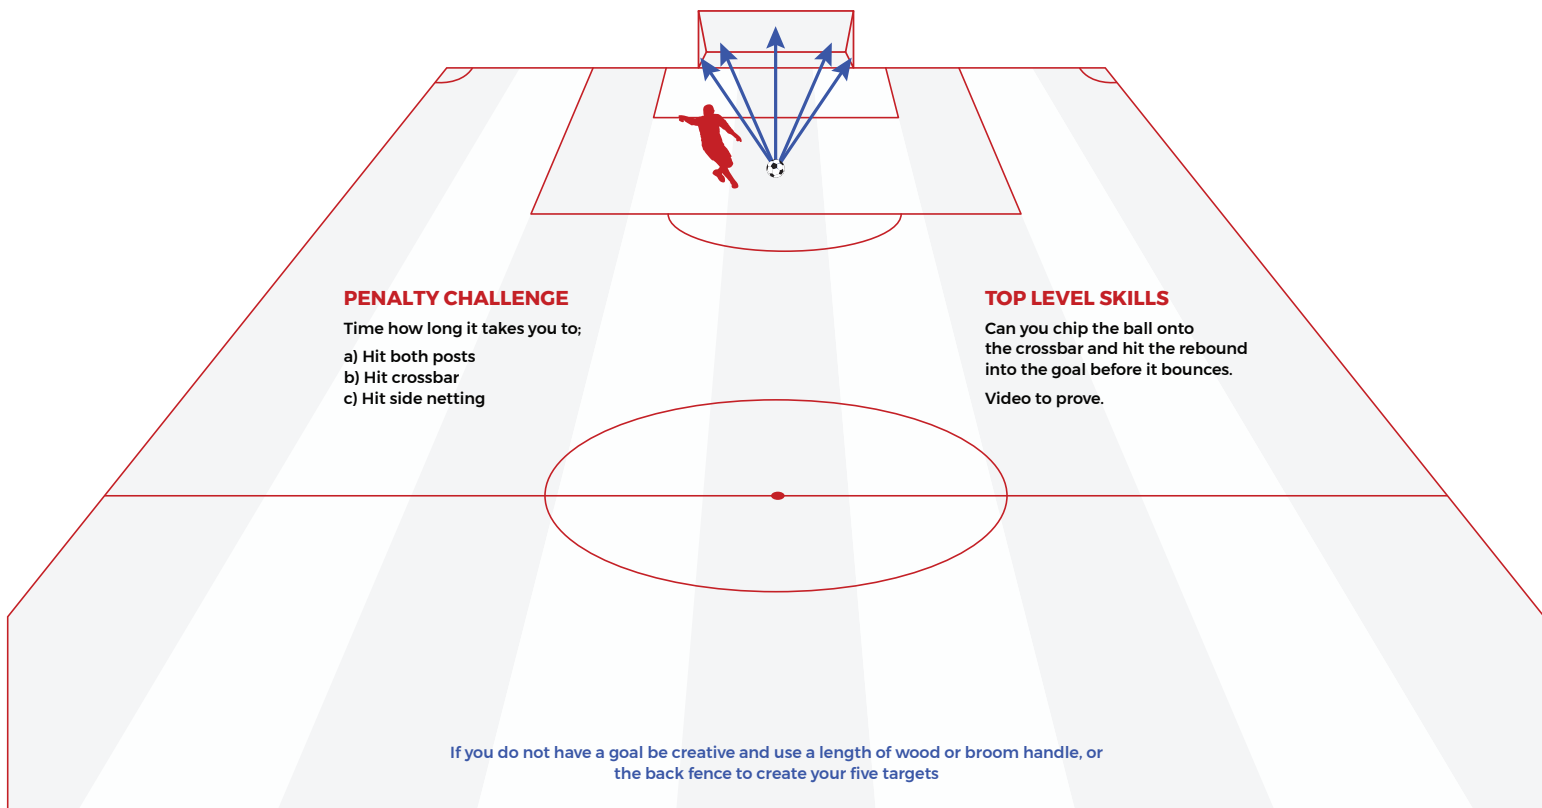 PENALTY CHALLENGE
Time how long it takes you to;
a) Hit both posts
b) Hit crossbar
c) Hit side netting
TOP LEVEL SKILLS
Can you chip the ball onto
the crossbar and hit the rebound
into the goal before it bounces.
Video to prove.
If you do not have a goal be creative and use a length of wood or broom handle, or
the back fence to create your five targets